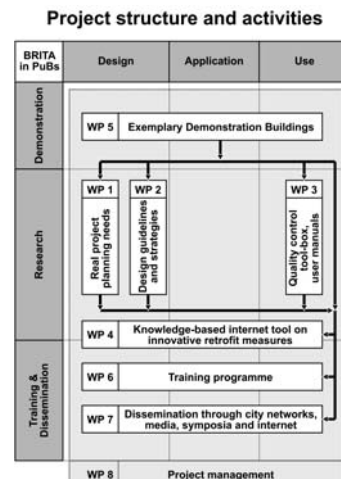 Project structure and activities
BRITA
in PuBs
Design
Application
Use
Demonstration
WP 5
Exemplary Demonstration Buildings
Research
WP 1
Real project
planning needs
WP 2
Design guidelines
and strategies
WP 3
Quality control
tool-box,
user manuals
WP 4
Knowledge-based internet tool on
innovative retrofit measures
Training &
Dissemination
WP 6
Training programme
WP 7
Dissemination through city networks,
media, symposia and internet
WP 8
Project management